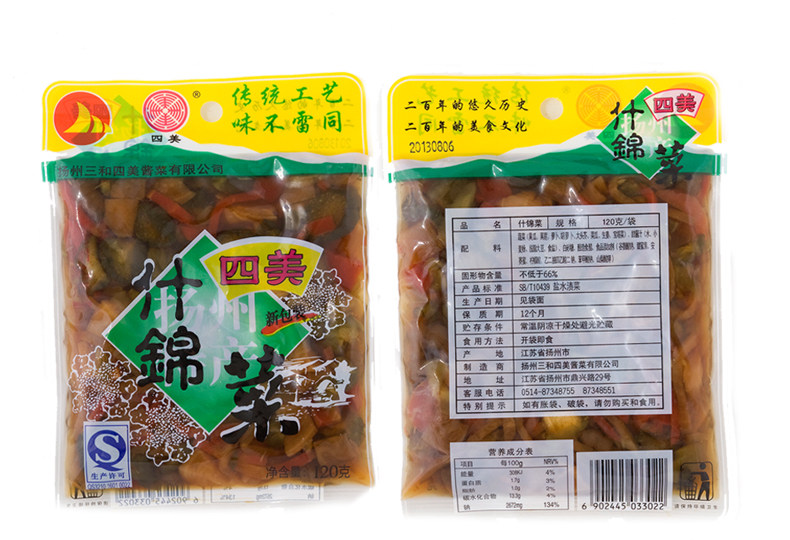 传统工艺
味不雷同
四美
®
扬州三和四美酱菜有限公司
四美
什錦菜
扬州
产
新包装
QS
生产许可
净含量:120克
二百年的悠久历史
二百年的美食文化
20130806
四美
什錦菜
品名 什锦菜 规格 120克/袋
配料
固形物含量 不低于66%
产品标准 SB/T10439 盐水渍菜
生产日期 见袋面
保质期 12个月
贮存条件 常温阴凉干燥处避光贮藏
食用方法 开袋即食
产地 江苏省扬州市
制造商 扬州三和四美酱菜有限公司
地址 江苏省扬州市鼎兴路29号
客服电话 0514-87348755 87348551
特别提示 如有胀袋、破袋，请勿购买和食用。
营养成分表
项目 每100g NRV%
能量 4%
蛋白质 3%
脂肪 2%
碳水化合物 4%
钠 2672mg 134%
6 902445 033022